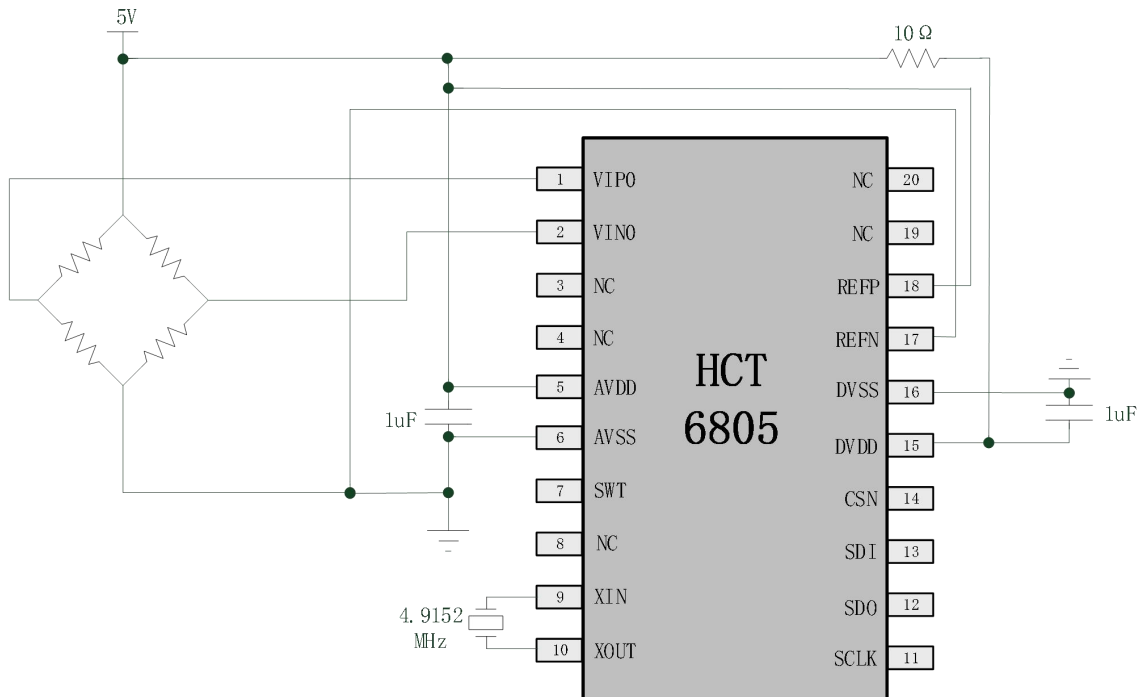 5V
10Ω
1 VIPO NC 20
2 VINO NC 19
3 NC REFP 18
4 NC REFN 17
HCT
6805
5 AVDD DVSS 16
1uF
1uF
6 AVSS DVDD 15
7 SWT CSN 14
8 NC SDI 13
9 XIN SDO 12
4.9152
MHz
10 XOUT SCLK 11